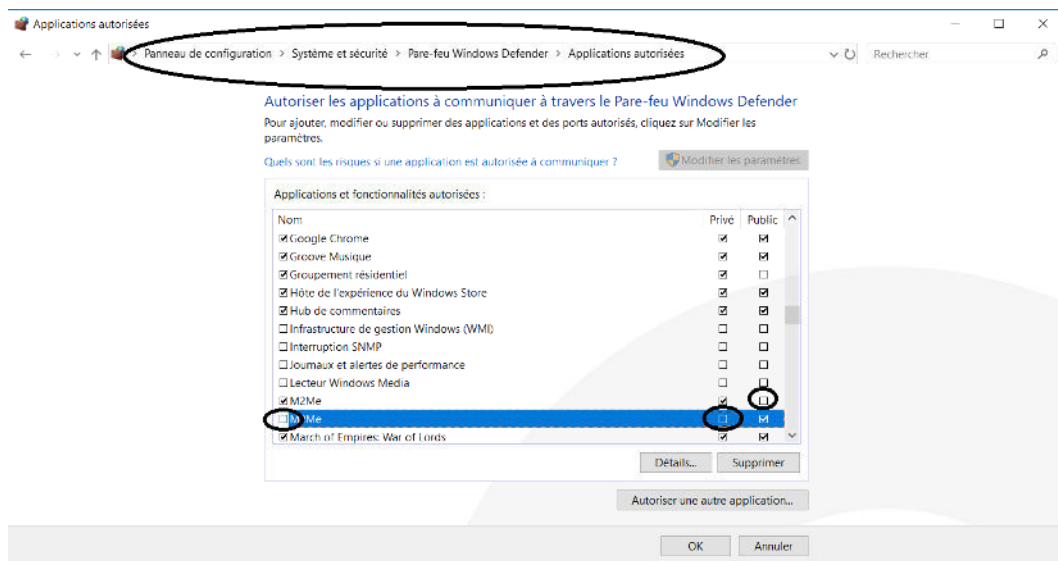 Applications autorisées
Panneau de configuration > Système et sécurité > Pare-feu Windows Defender > Applications autorisées
Rechercher
Autoriser les applications à communiquer à travers le Pare-feu Windows Defender
Pour ajouter, modifier ou supprimer des applications et des ports autorisés, cliquez sur Modifier les
paramètres.
Quels sont les risques si une application est autorisée à communiquer ?
Modifier les paramètres
Applications et fonctionnalités autorisées :
Nom Privé Public
Google Chrome
Groove Musique
Groupement résidentiel
Hôte de l'expérience du Windows Store
Hub de commentaires
Infrastructure de gestion Windows (WMI)
Interruption SNMP
Journaux et alertes de performance
Lecteur Windows Media
M2Me
M2Me
March of Empires: War of Lords
Détails... Supprimer
Autoriser une autre application...
OK Annuler